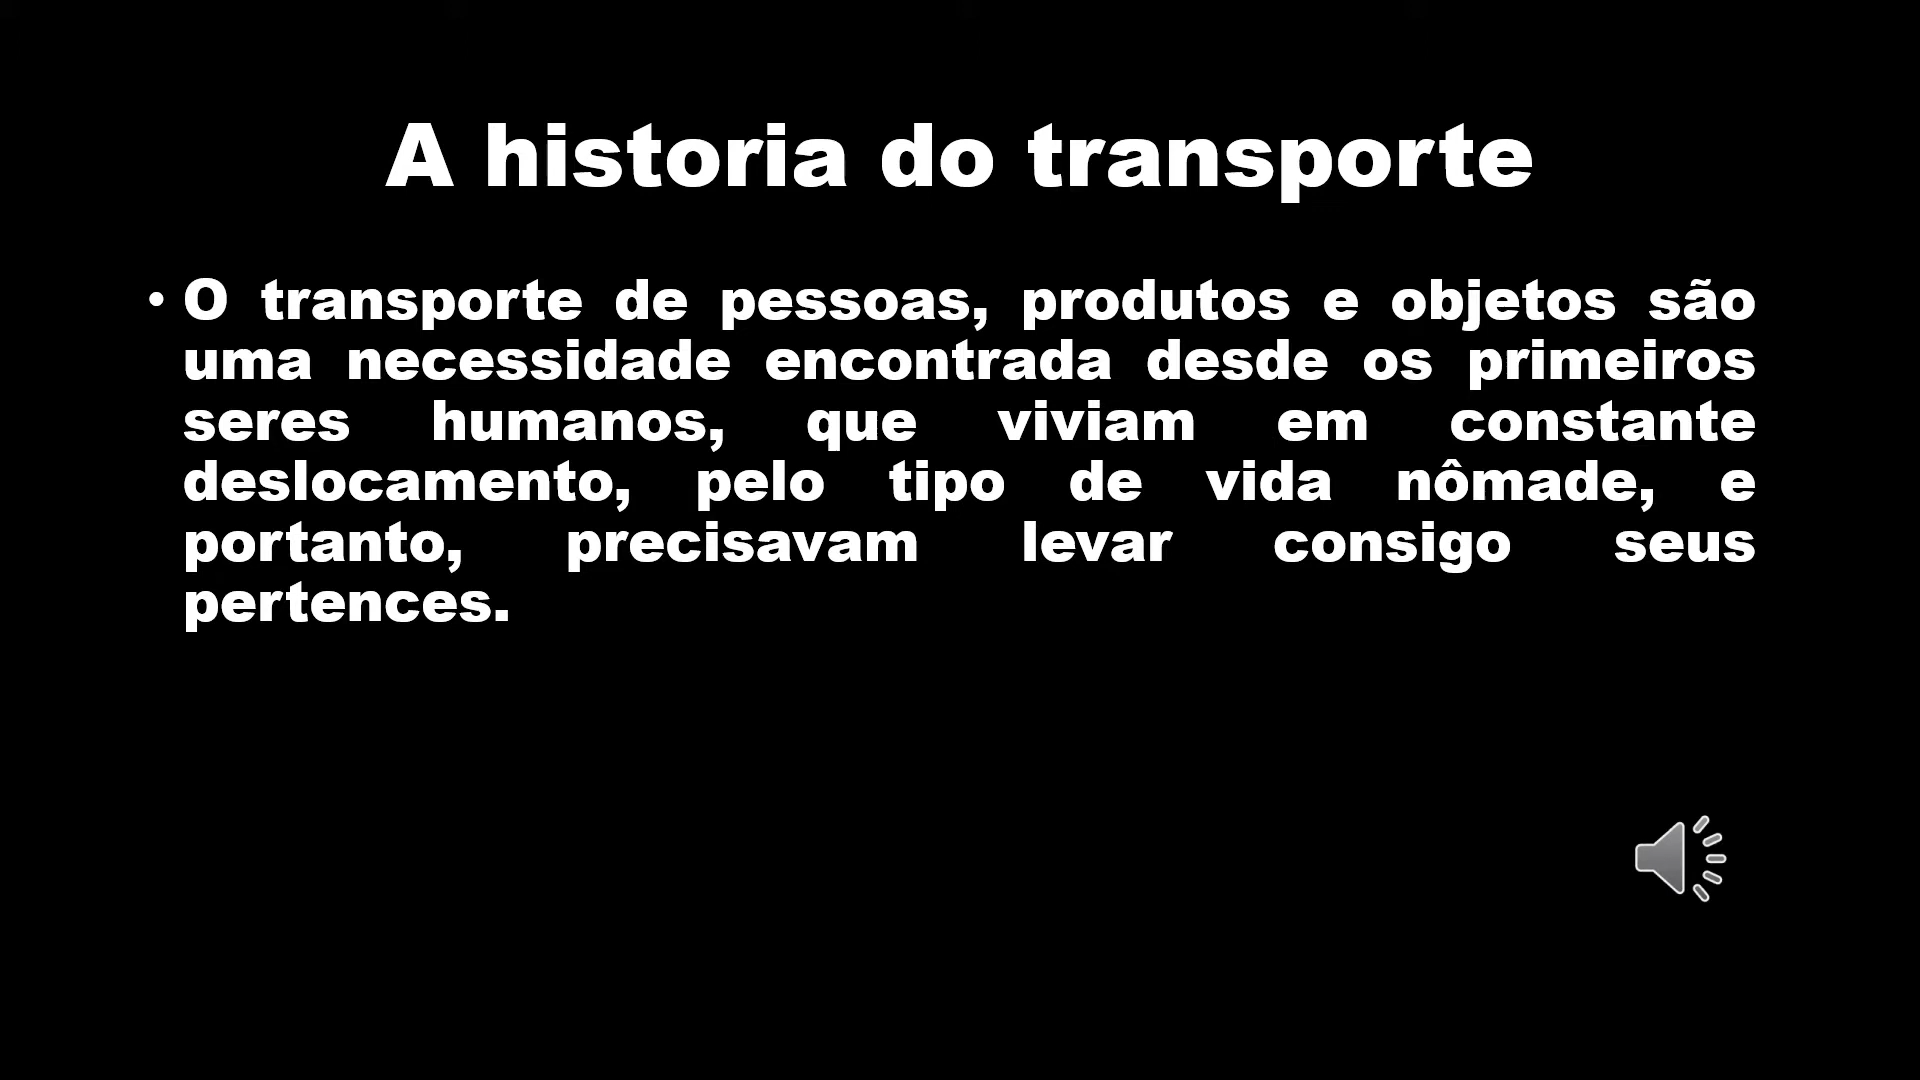 A historia do transporte
• O transporte de pessoas, produtos e objetos são
uma necessidade encontrada desde os primeiros
seres humanos, que viviam em constante
deslocamento, pelo tipo de vida nômade, e
portanto, precisavam levar consigo seus
pertences.